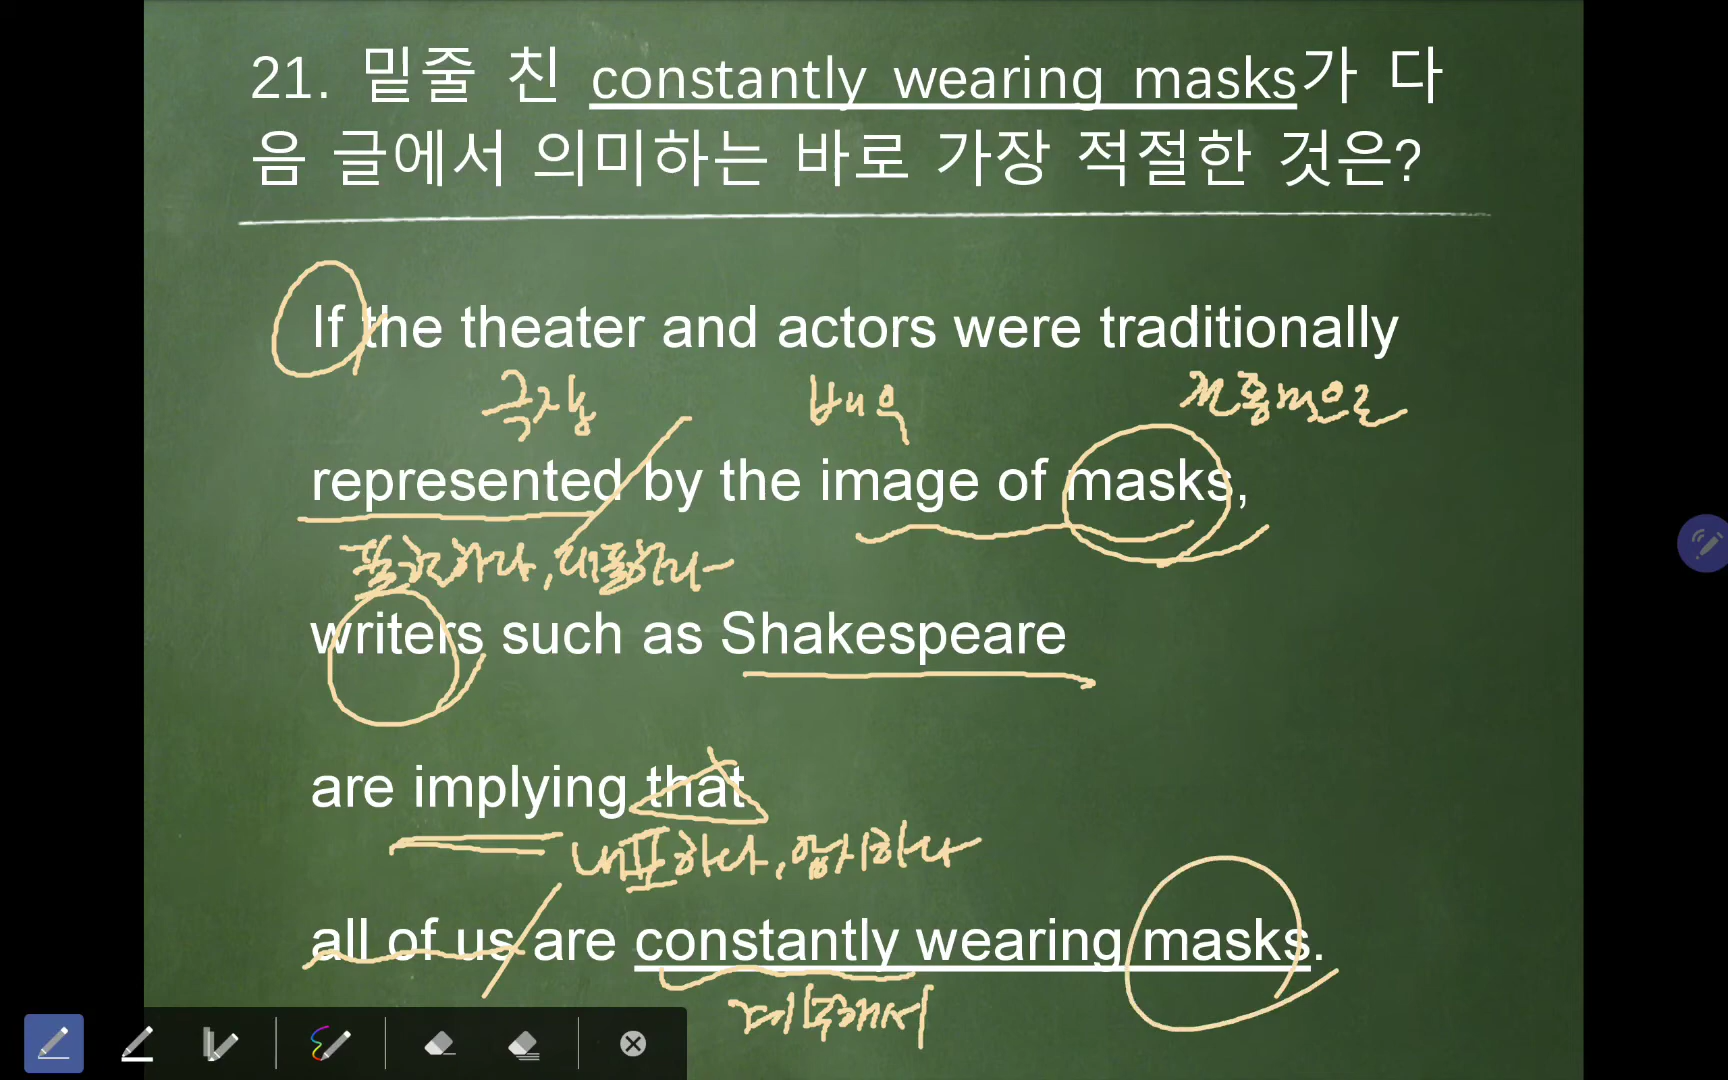 21. 밑줄 친 constantly wearing masks가 다
음 글에서 의미하는 바로 가장 적절한 것은?
If the theater and actors were traditionally
극장 배우 전통적으로
represented by the image of masks,
표현하다, 대표하다
writers such as Shakespeare
are implying that
내포하다, 암시하다
all of us are constantly wearing masks.
계속해서